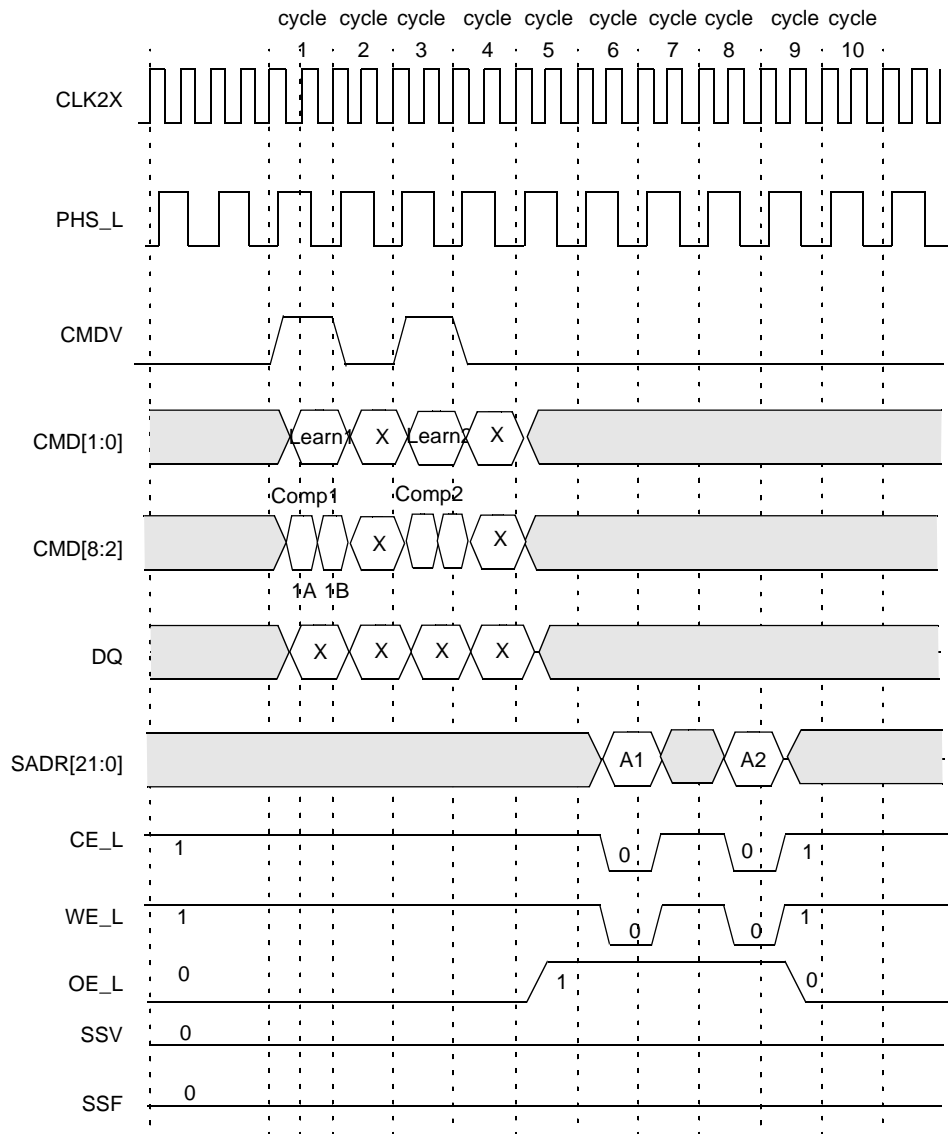 cycle cycle cycle cycle cycle cycle cycle cycle cycle cycle
1 2 3 4 5 6 7 8 9 10
CLK2X
PHS_L
CMDV
CMD[1:0] Learn1 X Learn2 X
Comp1 Comp2
CMD[8:2] X X
1A 1B
DQ X X X X
SADR[21:0] A1 A2
CE_L 1 0 0 1
WE_L 1 0 0 1
OE_L 0 1 0
SSV 0
SSF 0